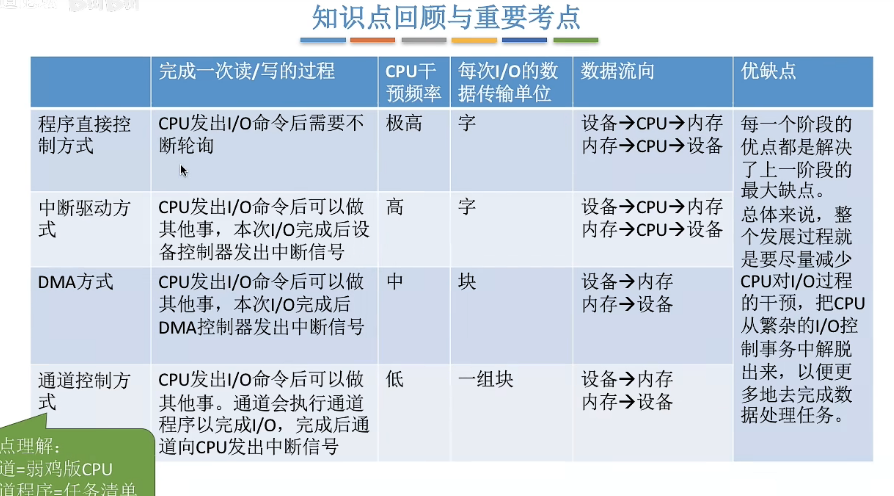 知识点回顾与重要考点
完成一次读/写的过程
CPU干
预频率
每次I/O的数
据传输单位
数据流向
优缺点
程序直接控
制方式
CPU发出I/O命令后需要不
断轮询
极高
字
设备→CPU→内存
内存→CPU→设备
每一个阶段的
优点都是解决
了上一阶段的
最大缺点。
总体来说，整
个发展过程就
是要尽量减少
CPU对I/O过程
的干预，把CPU
从繁杂的I/O控
制事务中解脱
出来，以便更
多地去完成数
据处理任务。
中断驱动方
式
CPU发出I/O命令后可以做
其他事，本次I/O完成后设
备控制器发出中断信号
高
字
设备→CPU→内存
内存→CPU→设备
DMA方式
CPU发出I/O命令后可以做
其他事，本次I/O完成后
DMA控制器发出中断信号
中
块
设备→内存
内存→设备
通道控制方
式
CPU发出I/O命令后可以做
其他事。通道会执行通道
程序以完成I/O，完成后通
道向CPU发出中断信号
低
一组块
设备→内存
内存→设备
点理解：
道=弱鸡版CPU
道程序=任务清单